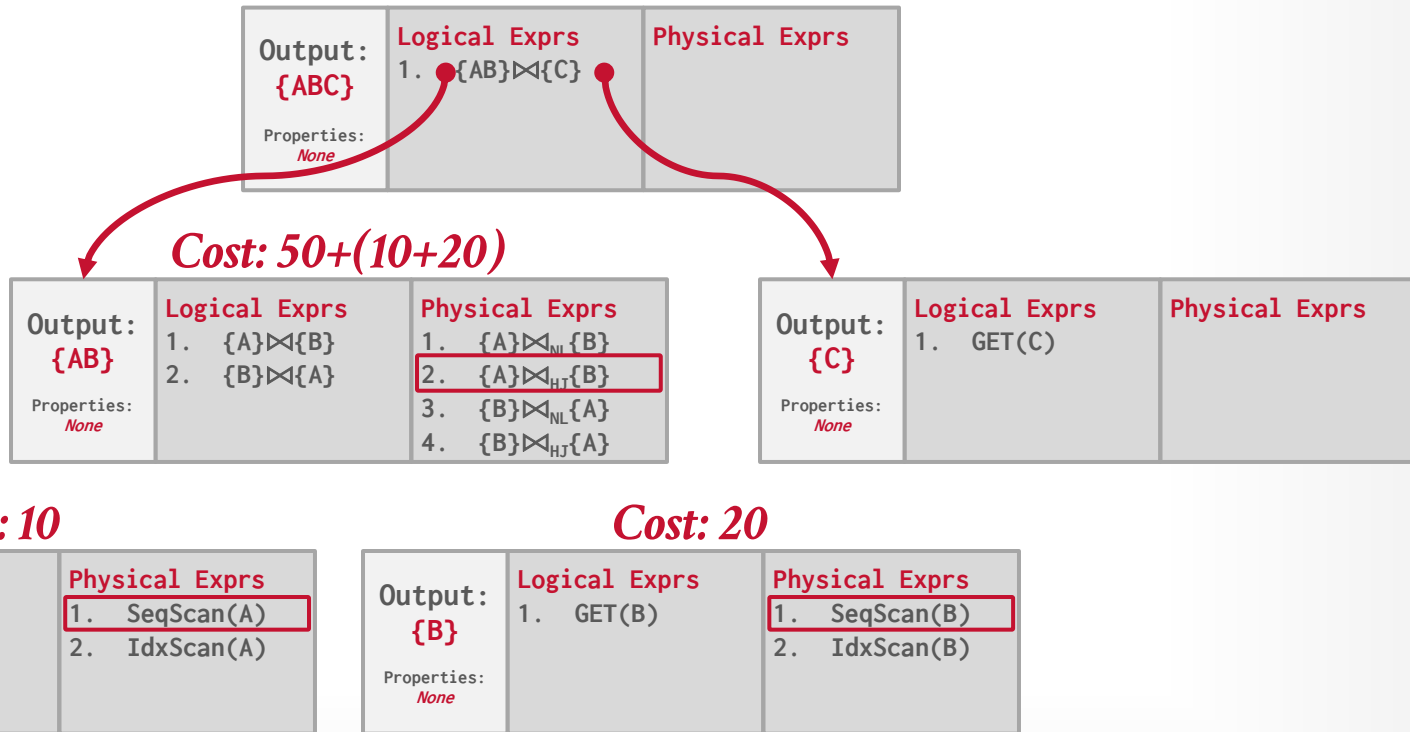 Output:
{ABC}
Properties:
None
Logical Exprs
1. {AB}⋈{C}
Physical Exprs
Cost: 50+(10+20)
Output:
{AB}
Properties:
None
Logical Exprs
1. {A}⋈{B}
2. {B}⋈{A}
Physical Exprs
1. {A}⋈NL{B}
2. {A}⋈HJ{B}
3. {B}⋈NL{A}
4. {B}⋈HJ{A}
Output:
{C}
Properties:
None
Logical Exprs
1. GET(C)
Physical Exprs
: 10
Physical Exprs
1. SeqScan(A)
2. IdxScan(A)
Cost: 20
Output:
{B}
Properties:
None
Logical Exprs
1. GET(B)
Physical Exprs
1. SeqScan(B)
2. IdxScan(B)